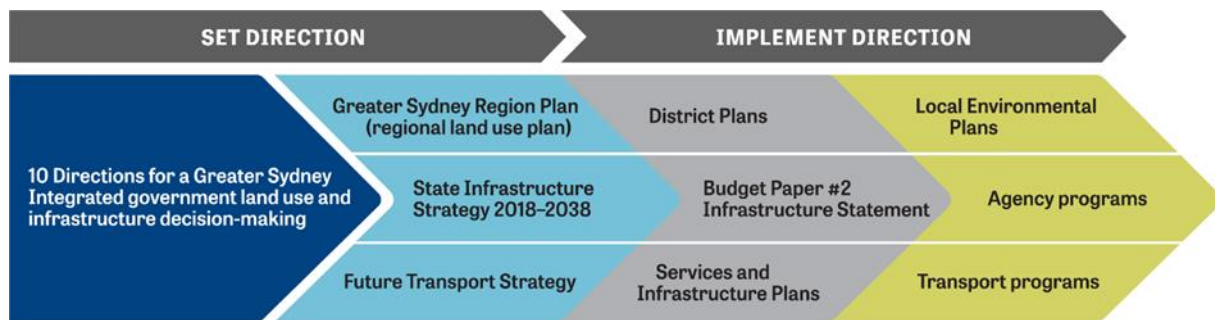 SET DIRECTION
IMPLEMENT DIRECTION
10 Directions for a Greater Sydney
Integrated government land use and
infrastructure decision-making
Greater Sydney Region Plan
(regional land use plan)
District Plans
Local Environmental
Plans
State Infrastructure
Strategy 2018–2038
Budget Paper #2
Infrastructure Statement
Agency programs
Future Transport Strategy
Services and
Infrastructure Plans
Transport programs